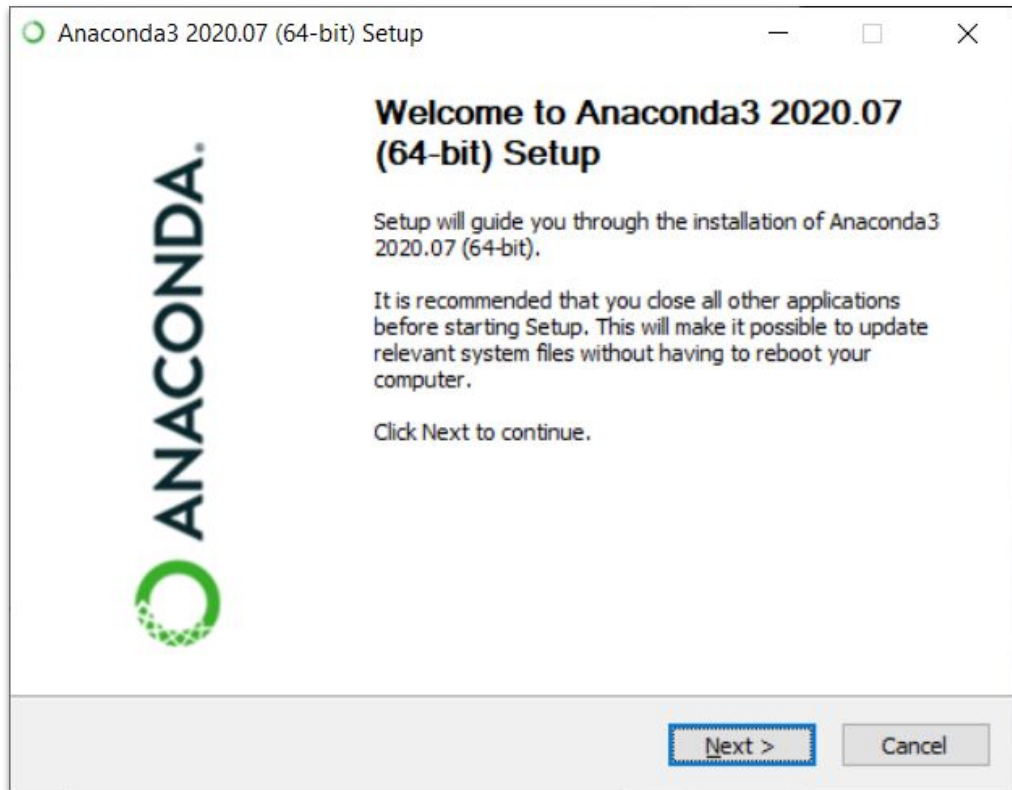 Anaconda3 2020.07 (64-bit) Setup
ANACONDA.
Welcome to Anaconda3 2020.07
(64-bit) Setup
Setup will guide you through the installation of Anaconda3
2020.07 (64-bit).
It is recommended that you close all other applications
before starting Setup. This will make it possible to update
relevant system files without having to reboot your
computer.
Click Next to continue.
Next >
Cancel